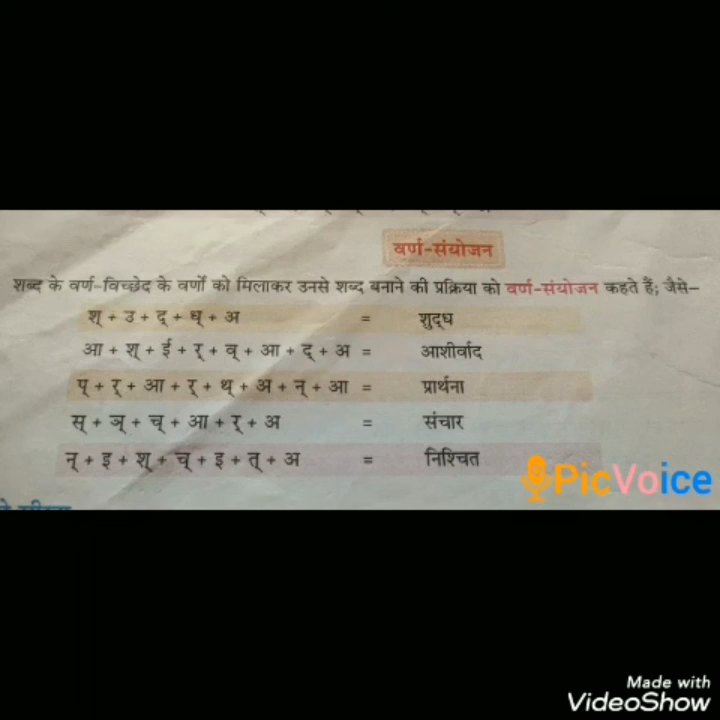 वर्ण-संयोजन
शब्द के वर्ण-विच्छेद के वर्णों को मिलाकर उनसे शब्द बनाने की प्रक्रिया को वर्ण-संयोजन कहते हैं; जैसे–
श् + उ + द् + ध् + अ = शुद्ध
आ + श् + ई + र् + व् + आ + द् + अ = आशीर्वाद
प् + र् + आ + र् + थ् + अ + न् + आ = प्रार्थना
स् + ञ् + च् + आ + र् + अ = संचार
न् + इ + श् + च् + इ + त् + अ = निश्चित
PicVoice
Made with
VideoShow